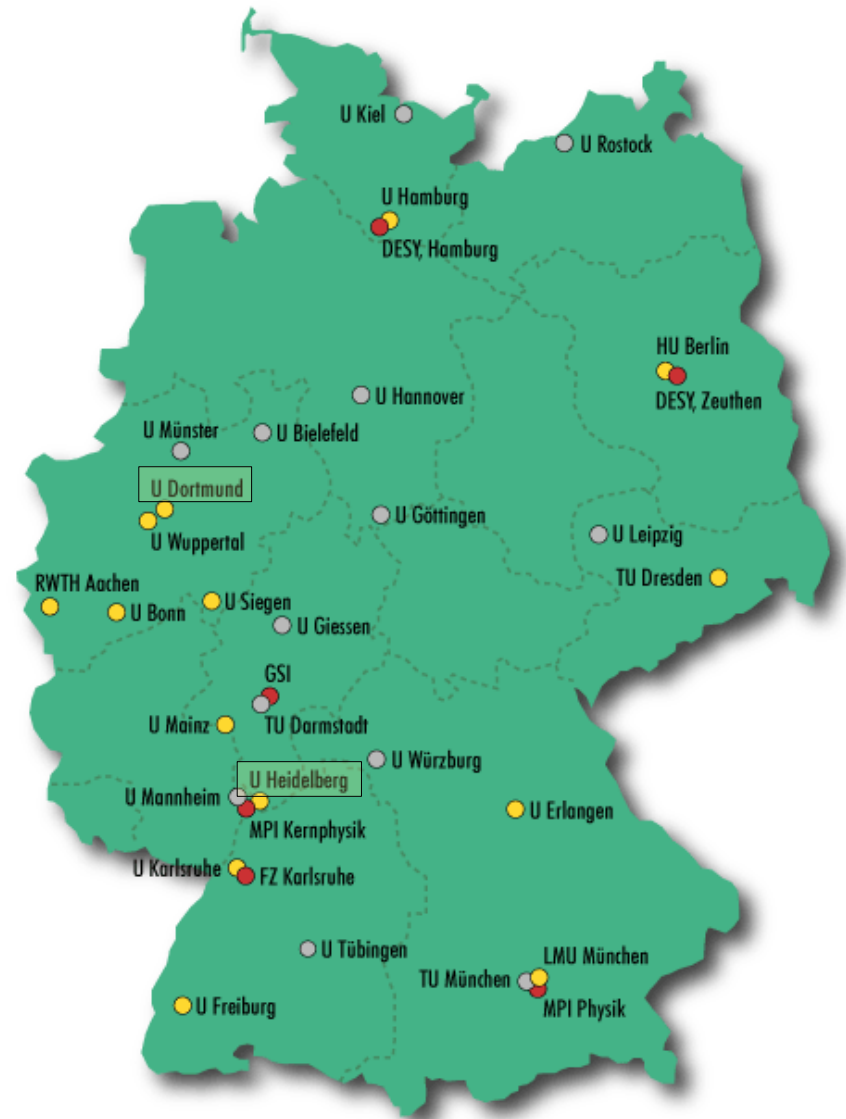 U Kiel
U Rostock
U Hamburg
DESY, Hamburg
HU Berlin
DESY, Zeuthen
U Hannover
U Münster
U Bielefeld
U Dortmund
U Göttingen
U Wuppertal
U Leipzig
RWTH Aachen
TU Dresden
U Bonn
U Siegen
U Giessen
GSI
U Mainz
TU Darmstadt
U Würzburg
U Heidelberg
U Mannheim
U Erlangen
MPI Kernphysik
U Karlsruhe
FZ Karlsruhe
U Tübingen
LMU München
TU München
U Freiburg
MPI Physik